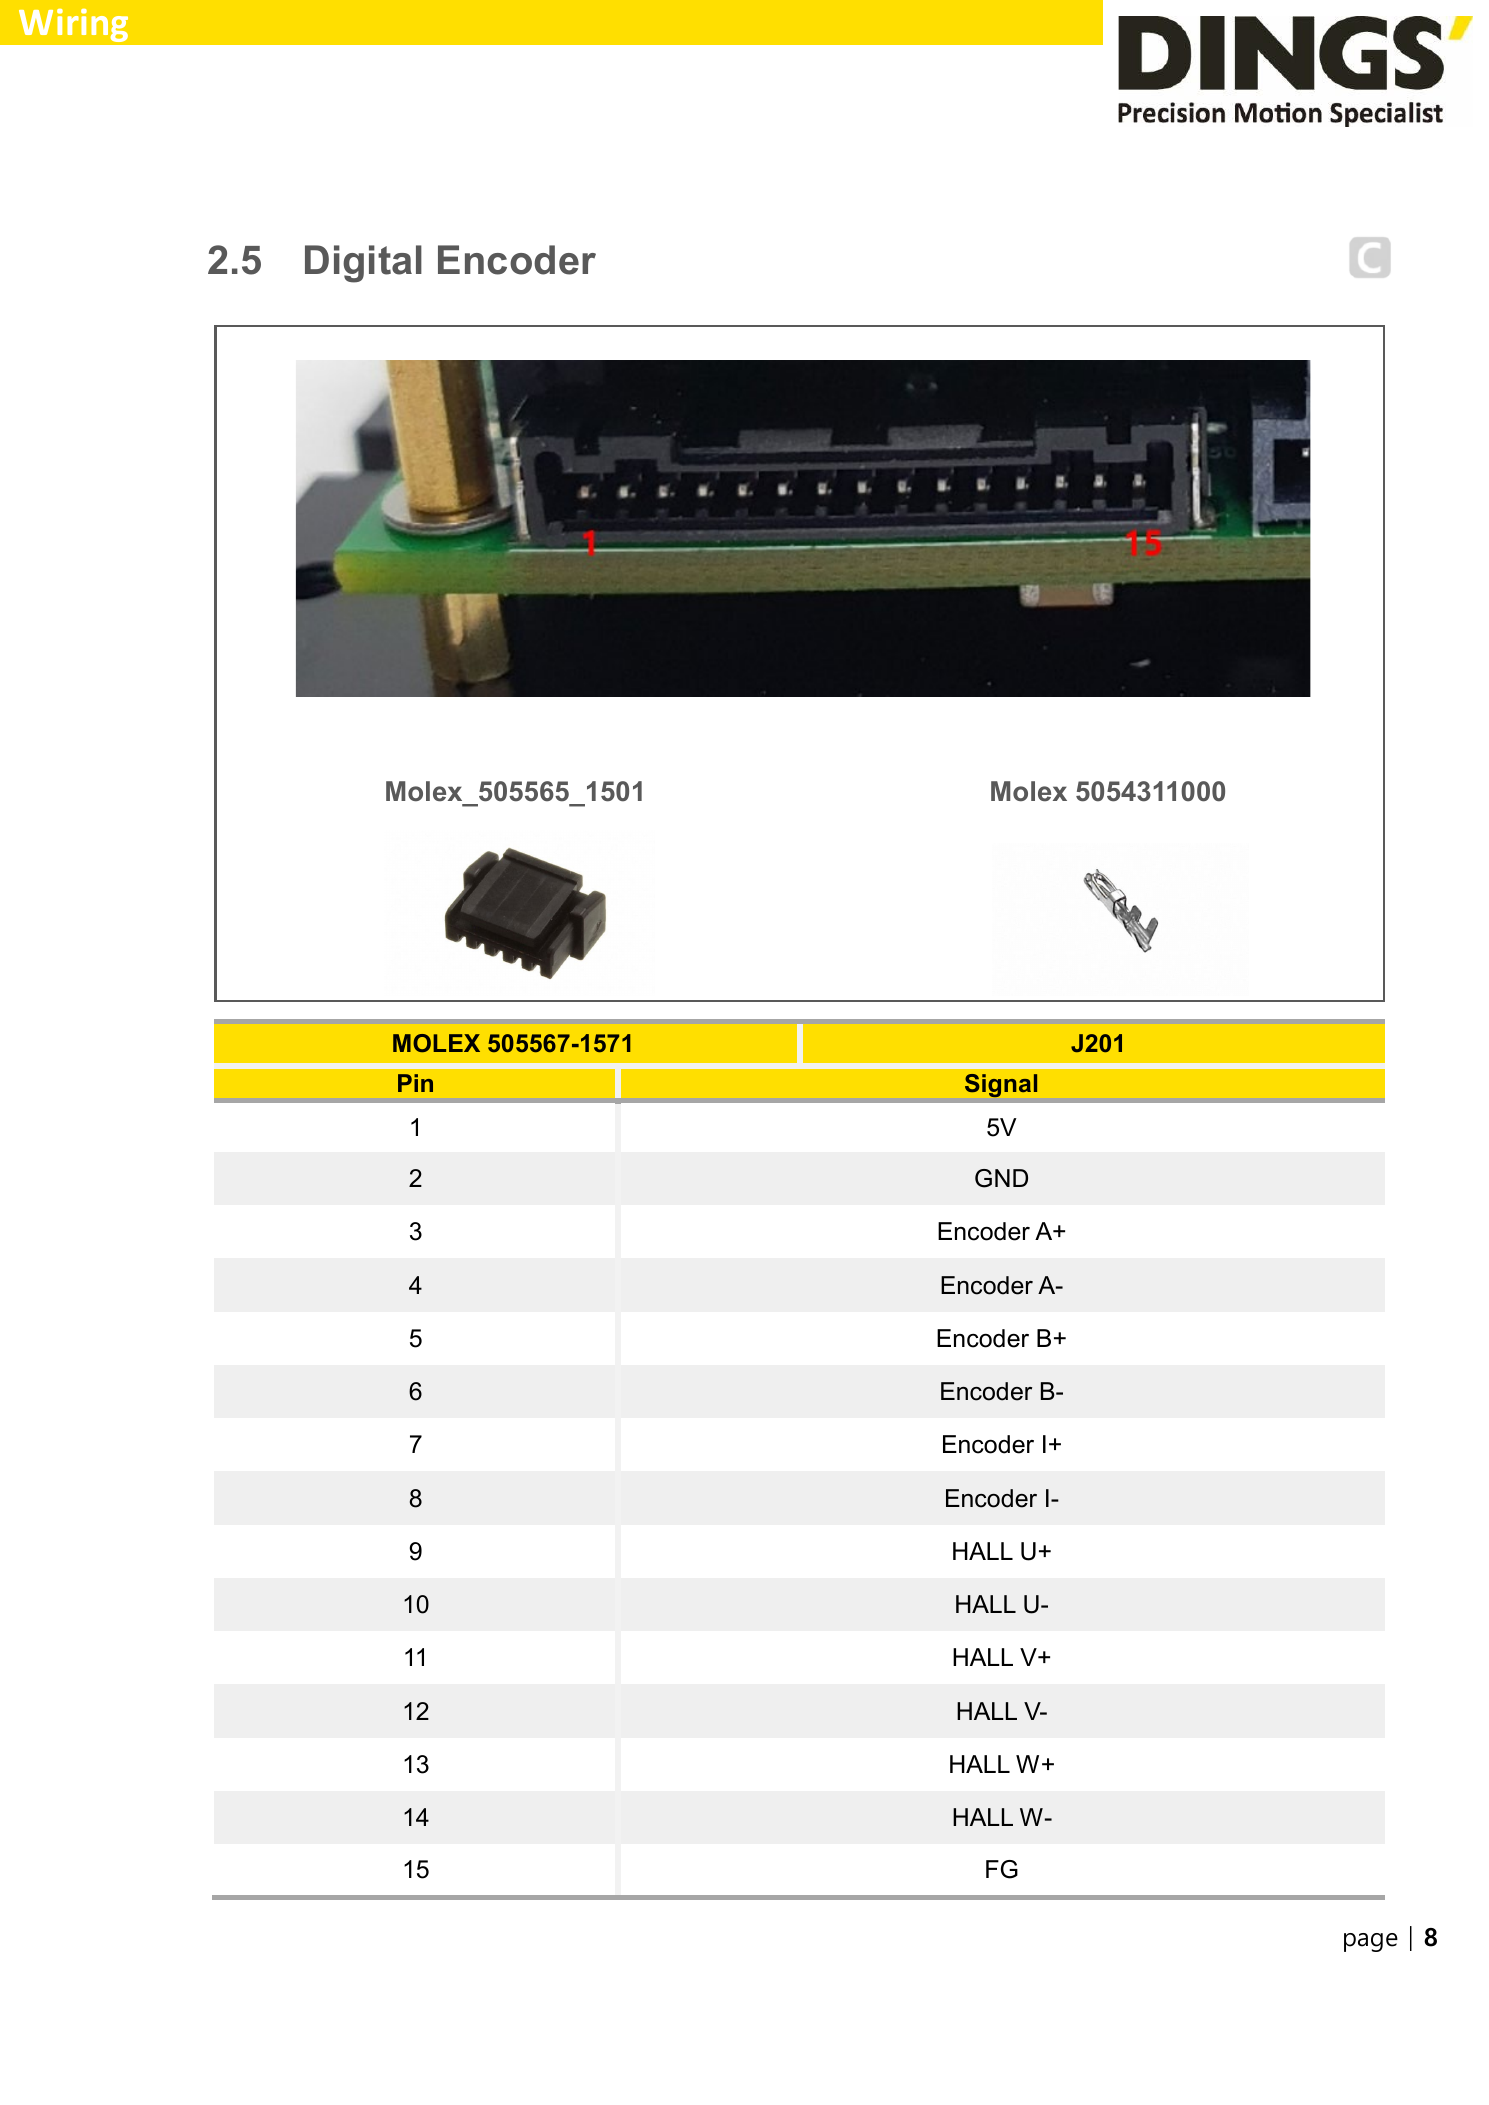 Wiring
DINGS'
Precision Motion Specialist
2.5 Digital Encoder
C
1
15
Molex_505565_1501
Molex 5054311000
MOLEX 505567-1571 J201
Pin Signal
1 5V
2 GND
3 Encoder A+
4 Encoder A-
5 Encoder B+
6 Encoder B-
7 Encoder I+
8 Encoder I-
9 HALL U+
10 HALL U-
11 HALL V+
12 HALL V-
13 HALL W+
14 HALL W-
15 FG
page | 8